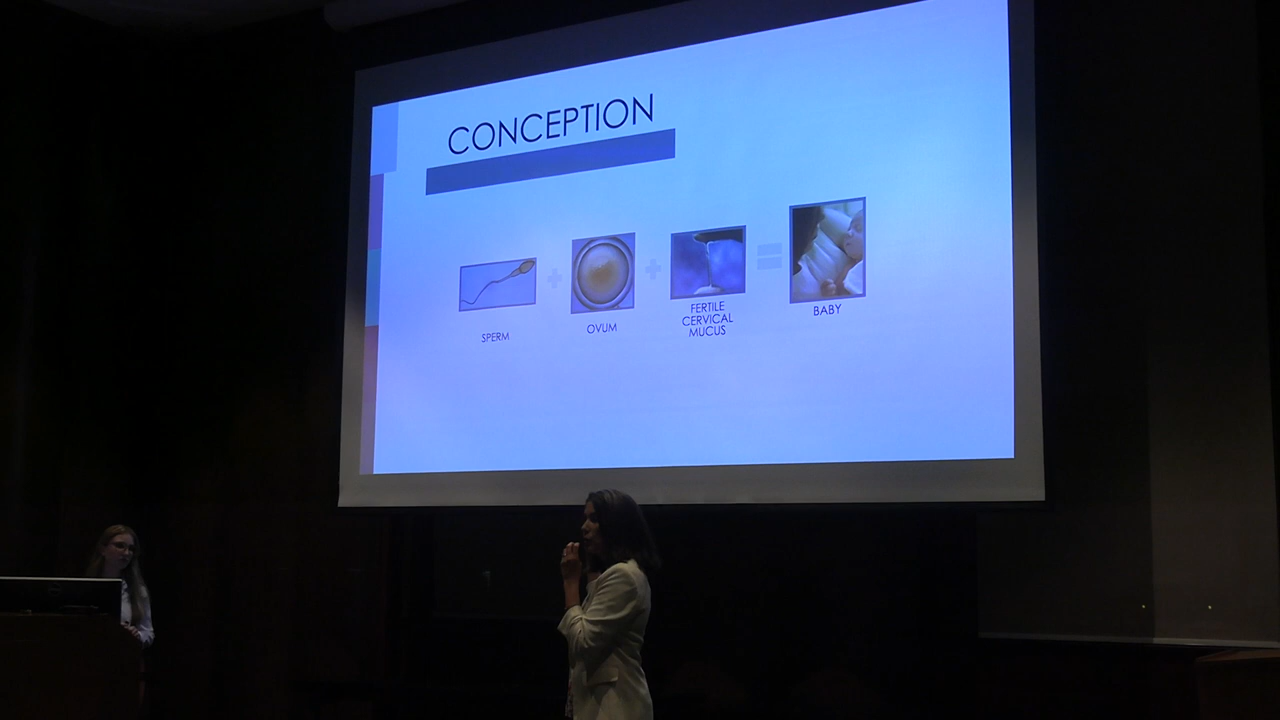 CONCEPTION
SPERM
OVUM
FERTILE
CERVICAL
MUCUS
BABY